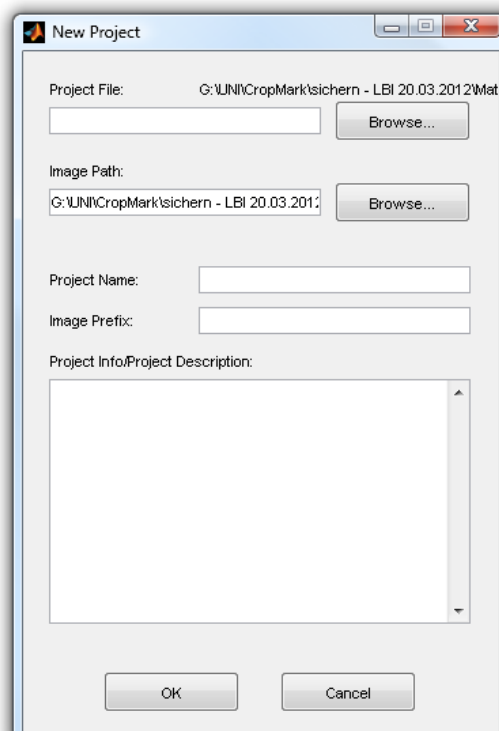 New Project
Project File: G:\UNI\CropMark\sichern - LBI 20.03.2012\Mat
Browse...
Image Path:
G:\UNI\CropMark\sichern - LBI 20.03.2012 Browse...
Project Name:
Image Prefix:
Project Info/Project Description:
OK Cancel